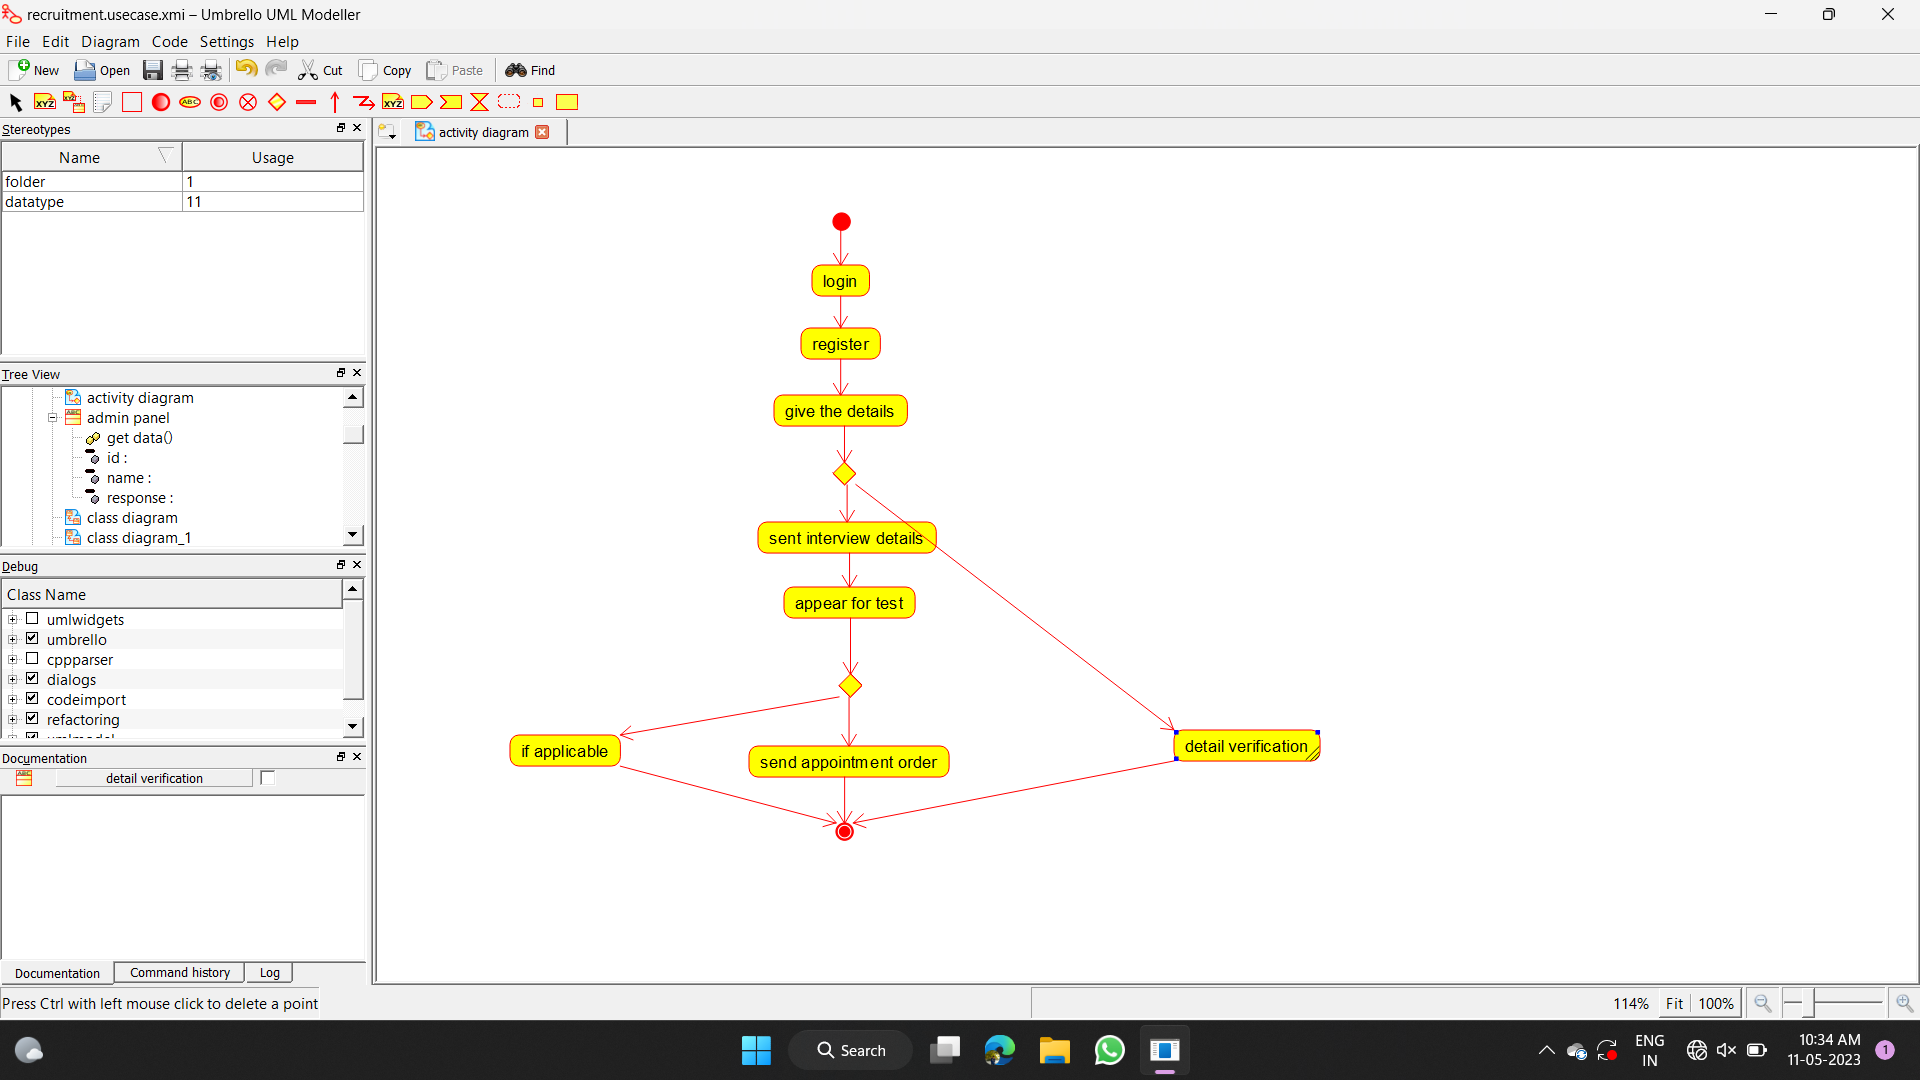 recruitment.usecase.xmi – Umbrello UML Modeller
File Edit Diagram Code Settings Help
New Open Cut Copy Paste Find
XYZ XYZ ABC XYZ
Stereotypes
activity diagram
Name Usage
folder 1
datatype 11
login
register
give the details
sent interview details
appear for test
if applicable
send appointment order
detail verification
Tree View
activity diagram
admin panel
get data()
id :
name :
response :
class diagram
class diagram_1
Debug
Class Name
umlwidgets
umbrello
cppparser
dialogs
codeimport
refactoring
Documentation
detail verification
Documentation Command history Log
Press Ctrl with left mouse click to delete a point
114% Fit 100%
Search
ENG
IN
10:34 AM
11-05-2023
1